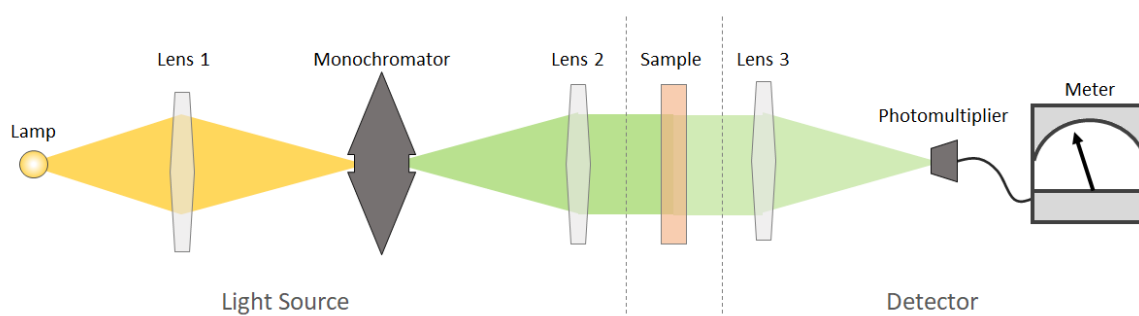 Lamp
Lens 1
Monochromator
Lens 2
Sample
Lens 3
Photomultiplier
Meter
Light Source
Detector